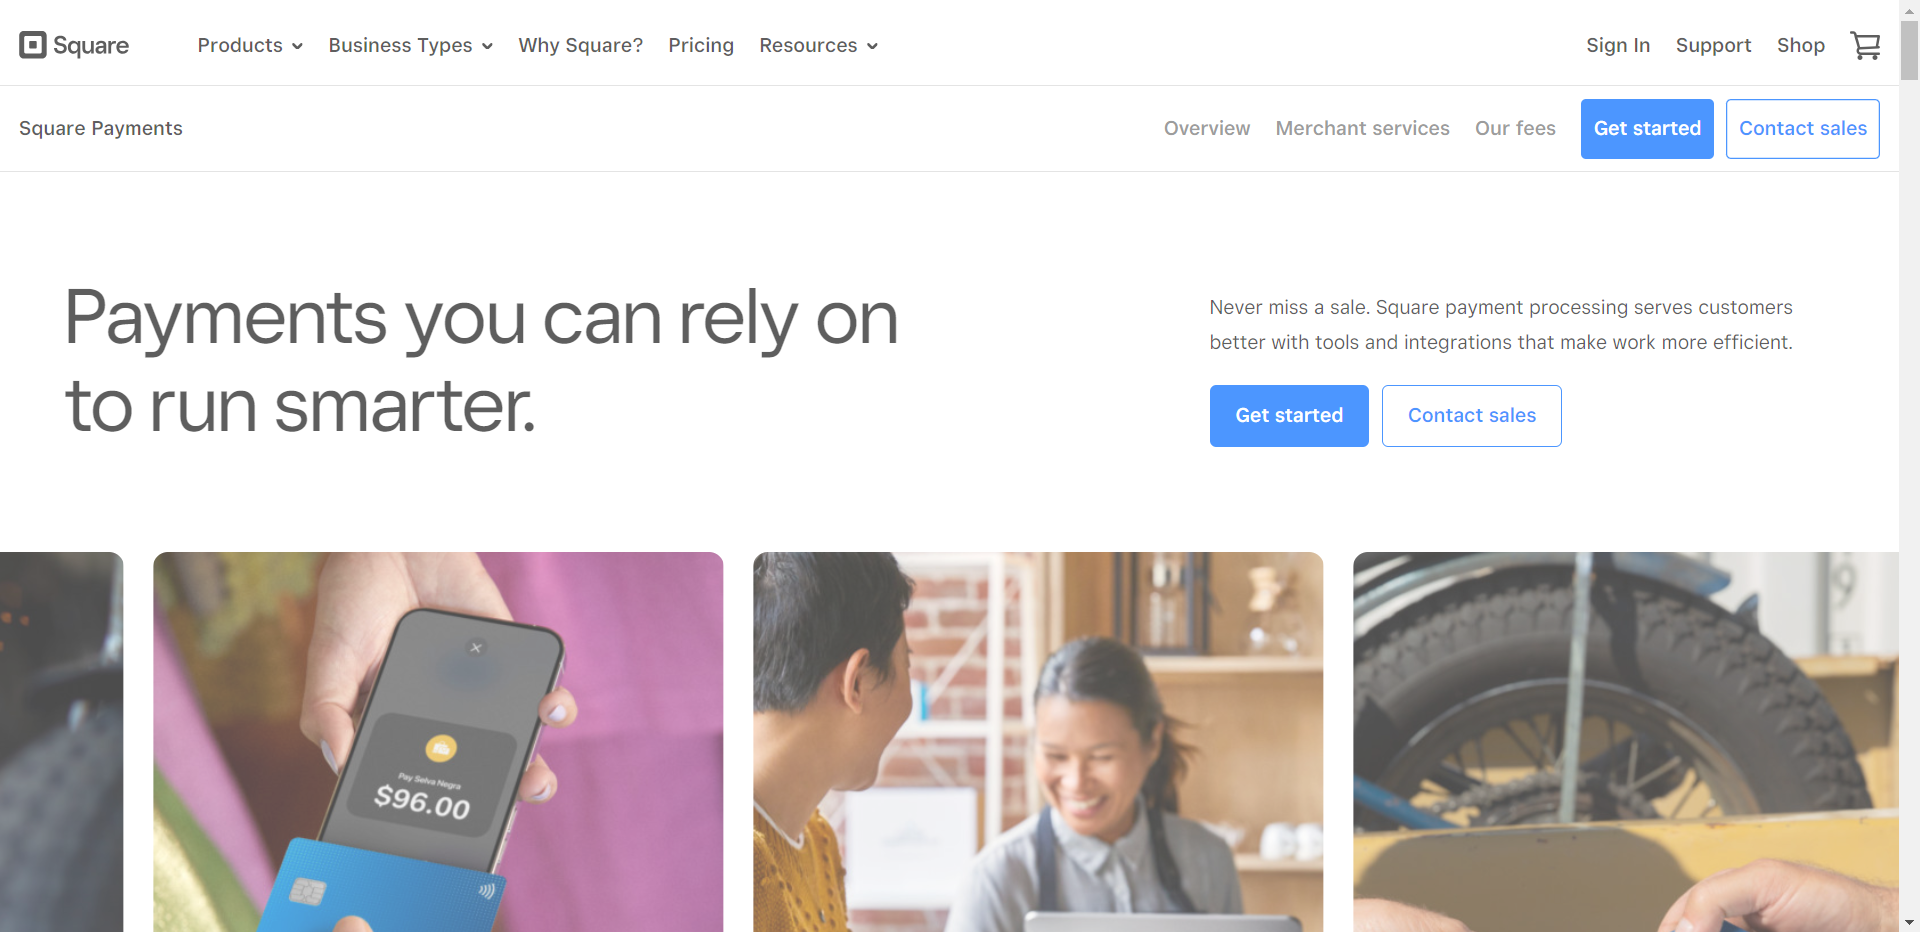 Square
Products
Business Types
Why Square?
Pricing
Resources
Sign In
Support
Shop
Square Payments
Overview
Merchant services
Our fees
Get started
Contact sales
Payments you can rely on
to run smarter.
Never miss a sale. Square payment processing serves customers
better with tools and integrations that make work more efficient.
Get started
Contact sales
Pay Selva Negra
$96.00